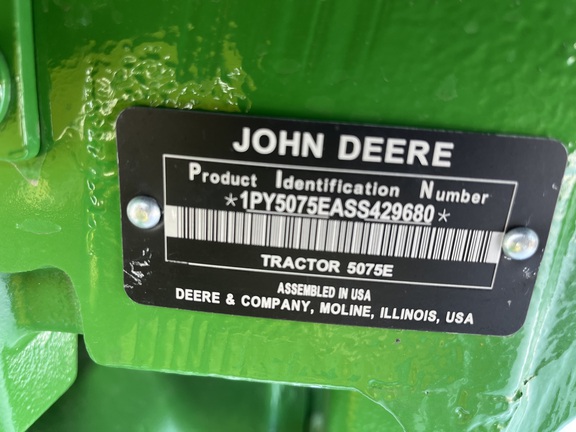 JOHN DEERE
Product Identification Number
*1PY5075EASS429680*
TRACTOR 5075E
ASSEMBLED IN USA
DEERE & COMPANY, MOLINE, ILLINOIS, USA